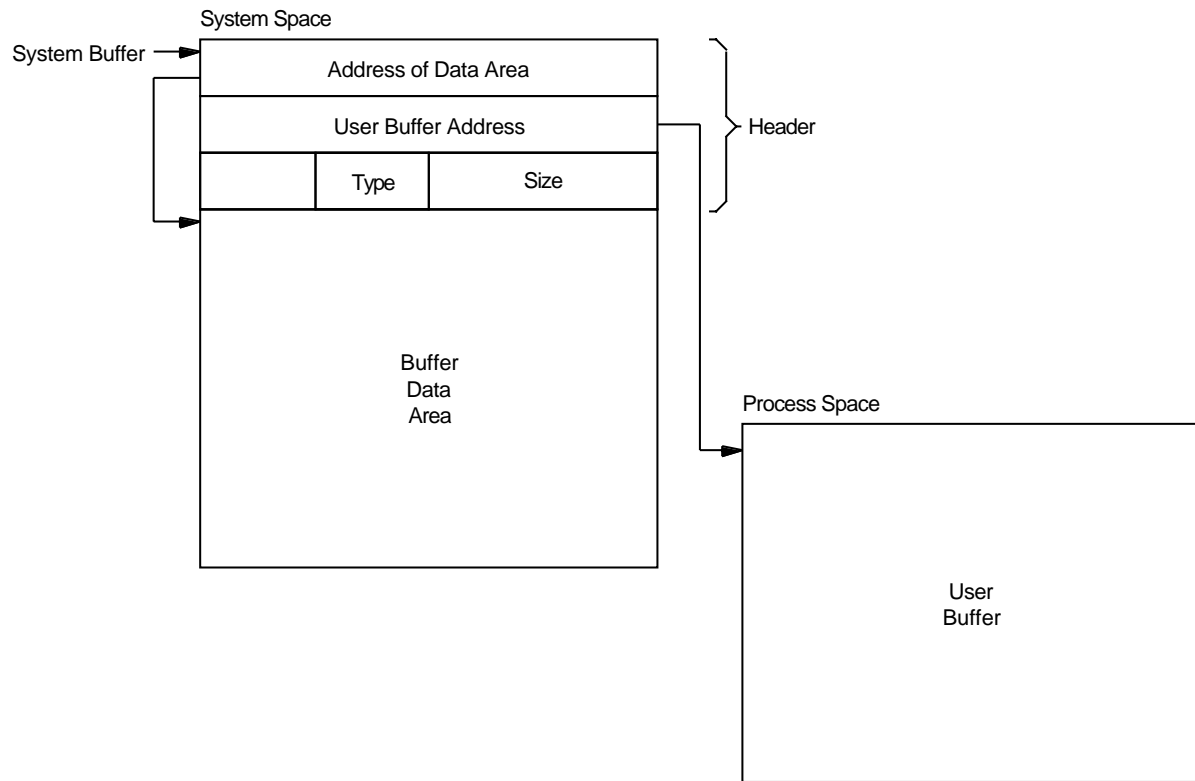 System Space
System Buffer
Address of Data Area
User Buffer Address
Header
Type
Size
Buffer
Data
Area
Process Space
User
Buffer